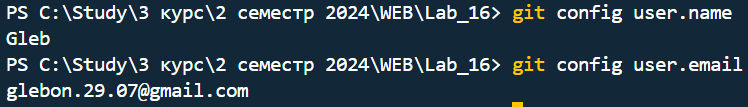 PS C:\Study\3 курс\2 семестр 2024\WEB\Lab_16> git config user.name
Gleb
PS C:\Study\3 курс\2 семестр 2024\WEB\Lab_16> git config user.email
glebon.29.07@gmail.com